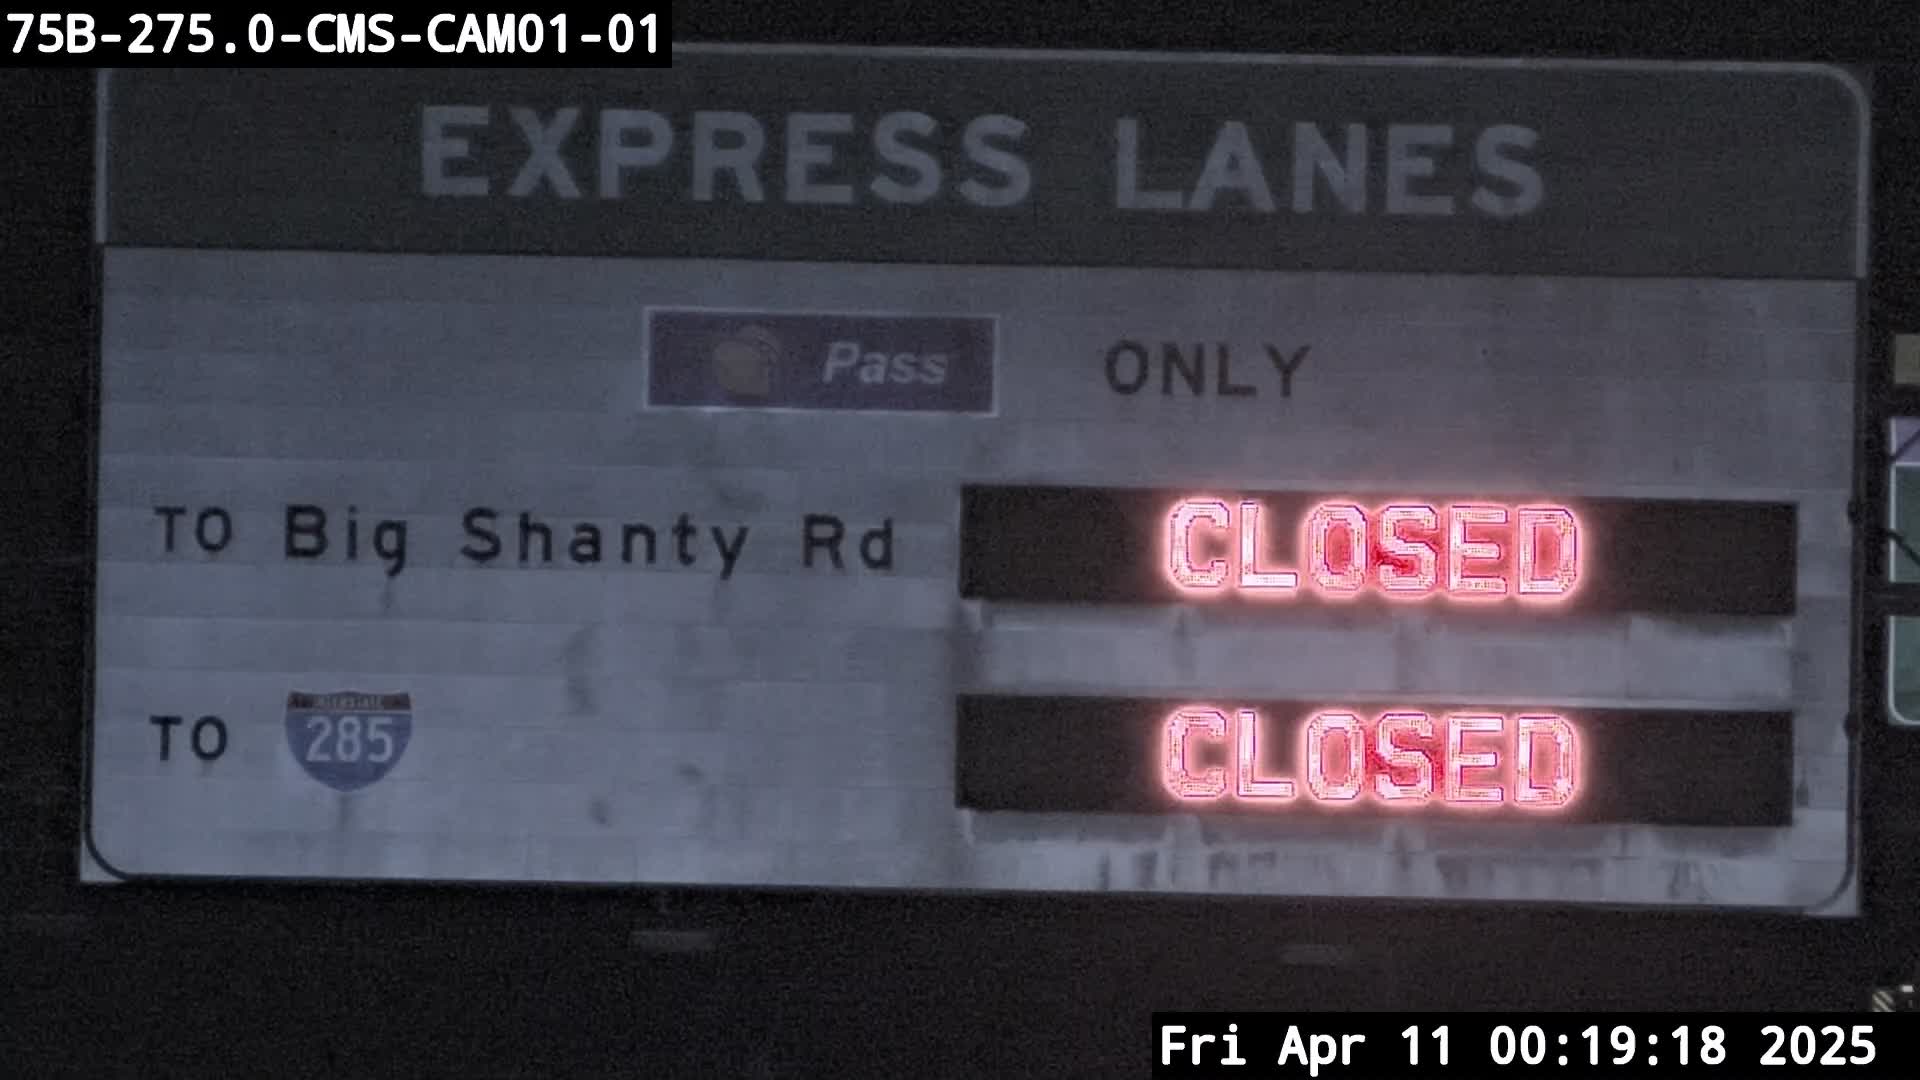 75B-275.0-CMS-CAM01-01
EXPRESS LANES
Pass ONLY
TO Big Shanty Rd CLOSED
TO INTERSTATE 285 CLOSED
Fri Apr 11 00:19:18 2025